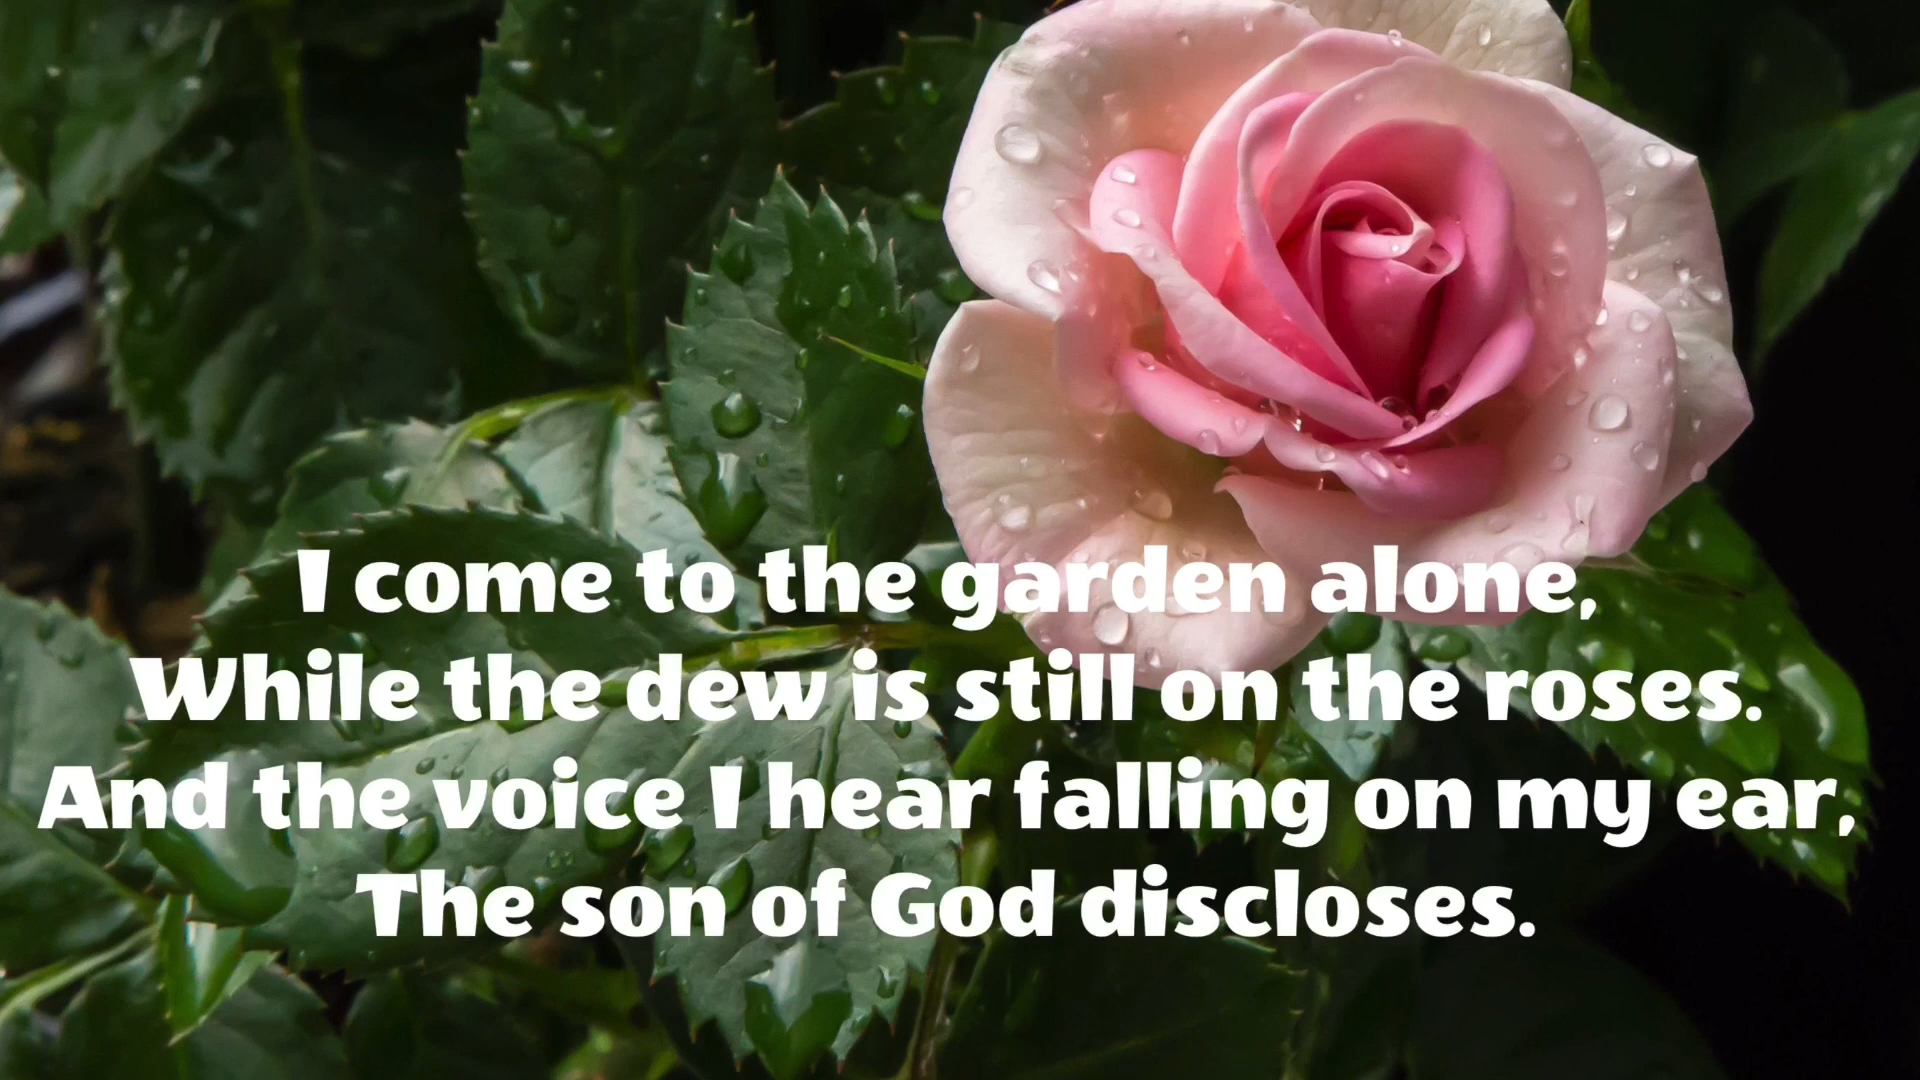 I come to the garden alone,
While the dew is still on the roses.
And the voice I hear falling on my ear,
The son of God discloses.